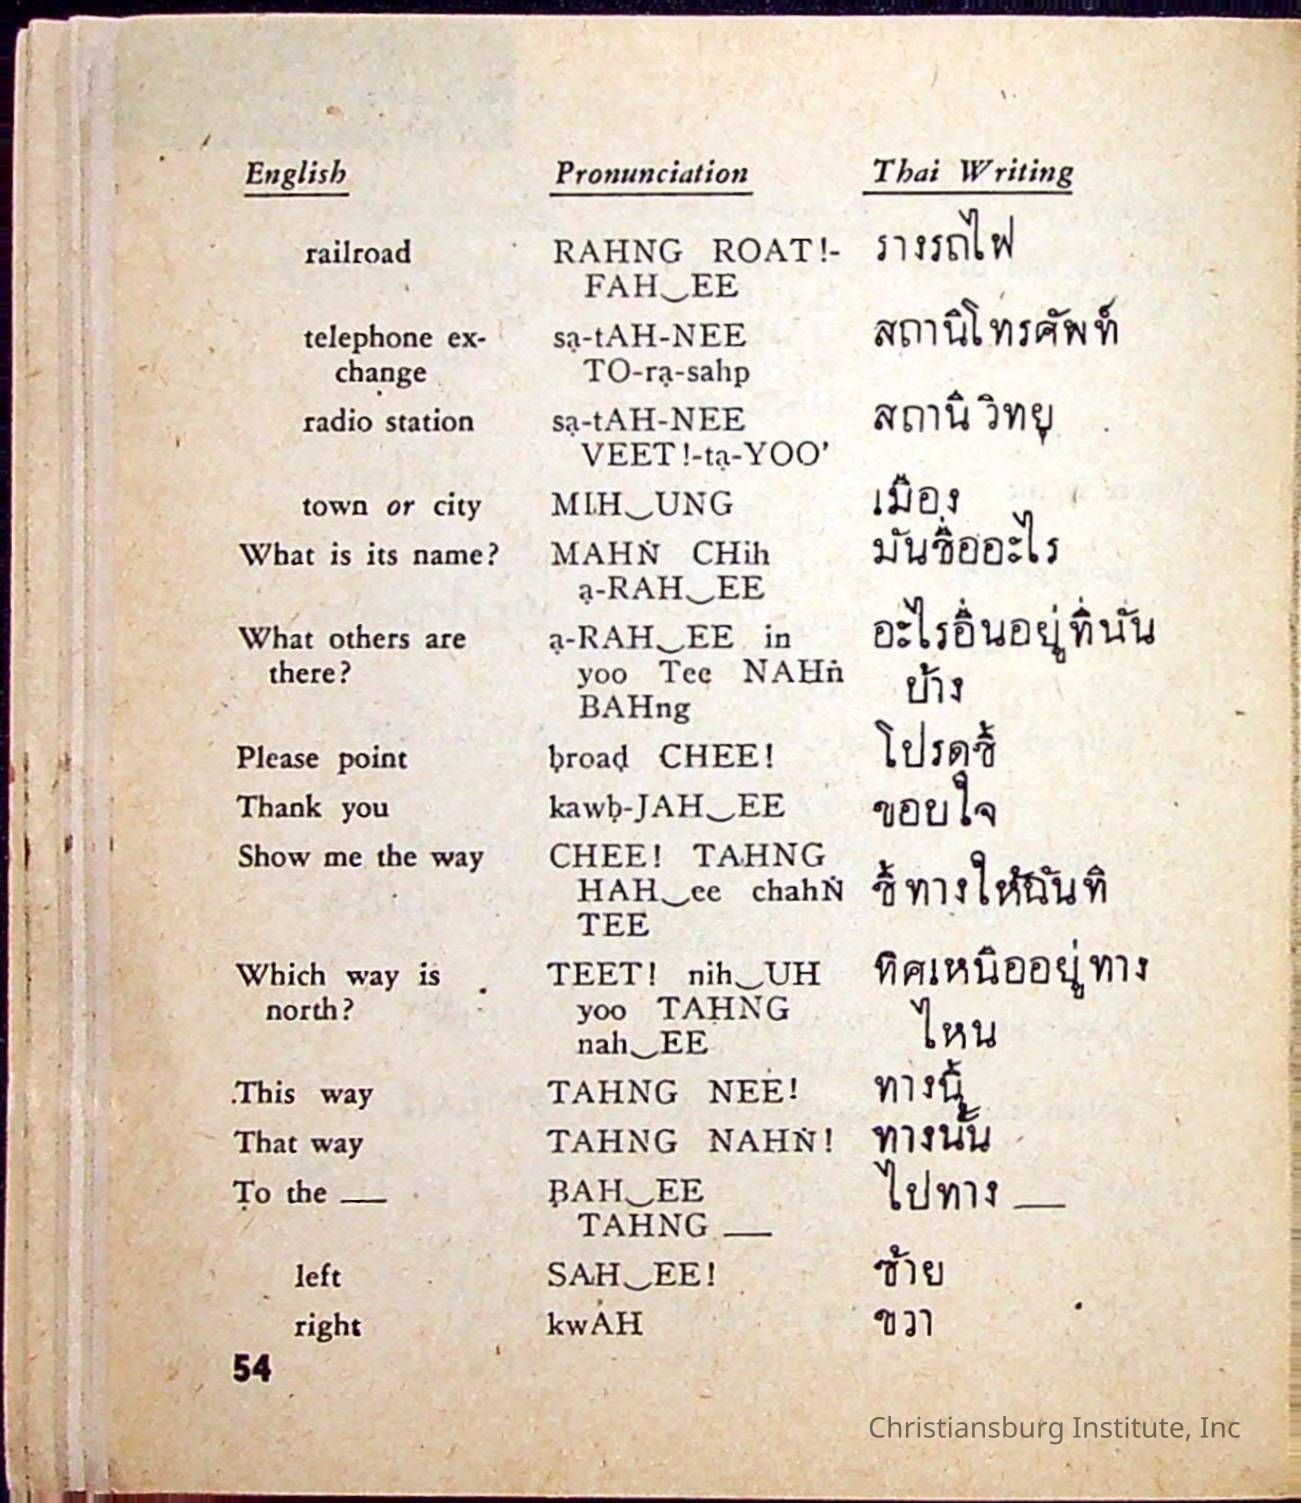 English Pronunciation Thai Writing
railroad RAHNG ROAT!- รางรถไฟ
FAH‿EE
telephone ex- sạ-tAH-NEE สถานีโทรศัพท์
change TO-rạ-sahp
radio station sạ-tAH-NEE สถานีวิทยุ
VEET!-tạ-YOO'
town or city MIH‿UNG เมือง
What is its name? MAHṄ CHih มันชื่ออะไร
ạ-RAH‿EE
What others are ạ-RAH‿EE in อะไรอื่นอยู่ที่นั่น
there? yoo Tee NAHṅ บ้าง
BAHng
Please point ḅroaḍ CHEE! โปรดชี้
Thank you kawḅ-JAH‿EE ขอบใจ
Show me the way CHEE! TAHNG
HAH‿ee chahṄ ชี้ทางให้ฉันที
TEE
Which way is TEET! nih‿UH ทิศเหนืออยู่ทาง
north? yoo TAHNG ไหน
nah‿EE
This way TAHNG NEE! ทางนี้
That way TAHNG NAHṄ! ทางนั้น
To the ___ ḄAH‿EE ไปทาง ___
TAHNG ___
left SAH‿EE! ซ้าย
right kwAH ขวา
54
Christiansburg Institute, Inc